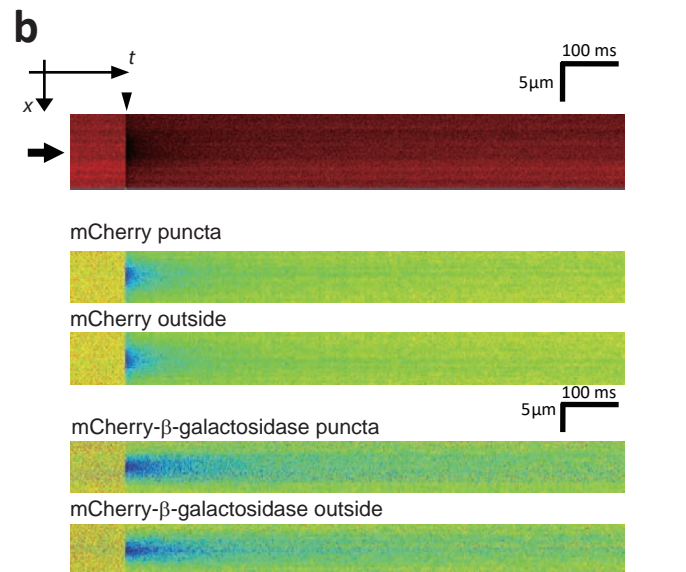 b
t
100 ms
5µm
x
mCherry puncta
mCherry outside
100 ms
5µm
mCherry-β-galactosidase puncta
mCherry-β-galactosidase outside